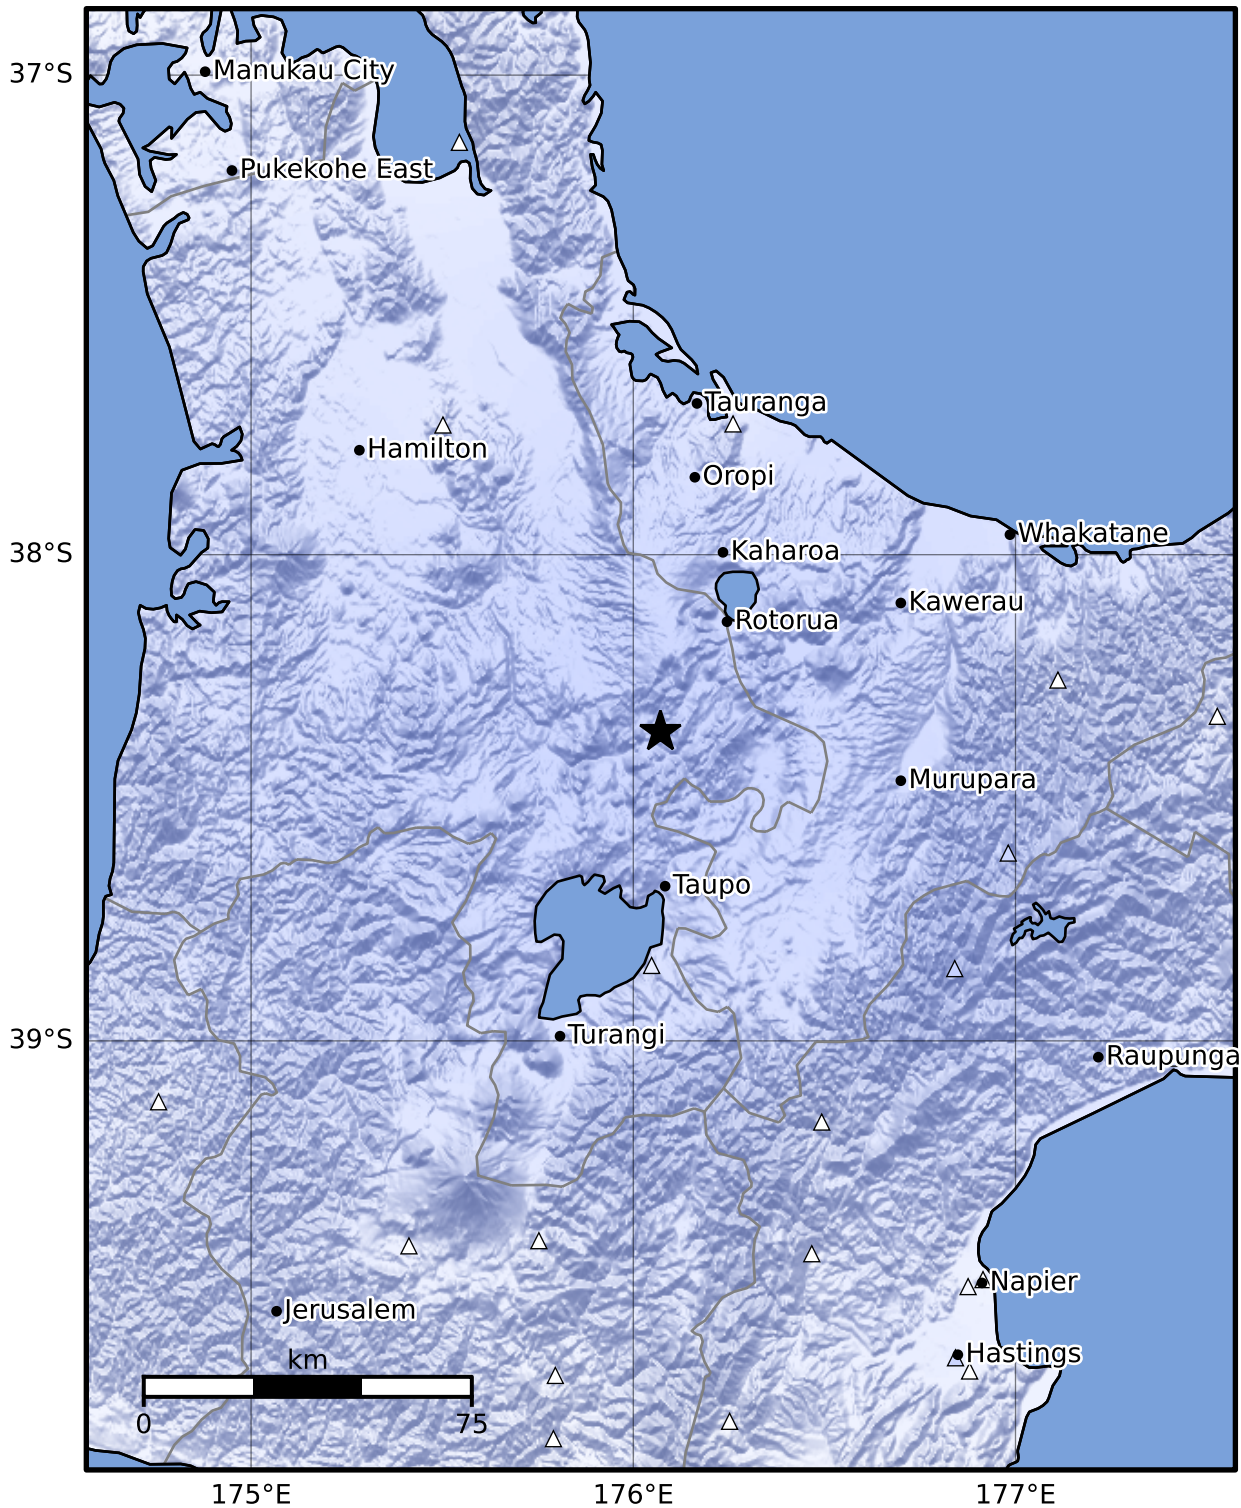 37°S
Manukau City
Pukekohe East
Tauranga
Hamilton
Oropi
Whakatane
38°S
Kaharoa
Kawerau
Rotorua
Murupara
Taupo
Turangi
39°S
Raupunga
Napier
Jerusalem
Hastings
km
0 75
175°E 176°E 177°E